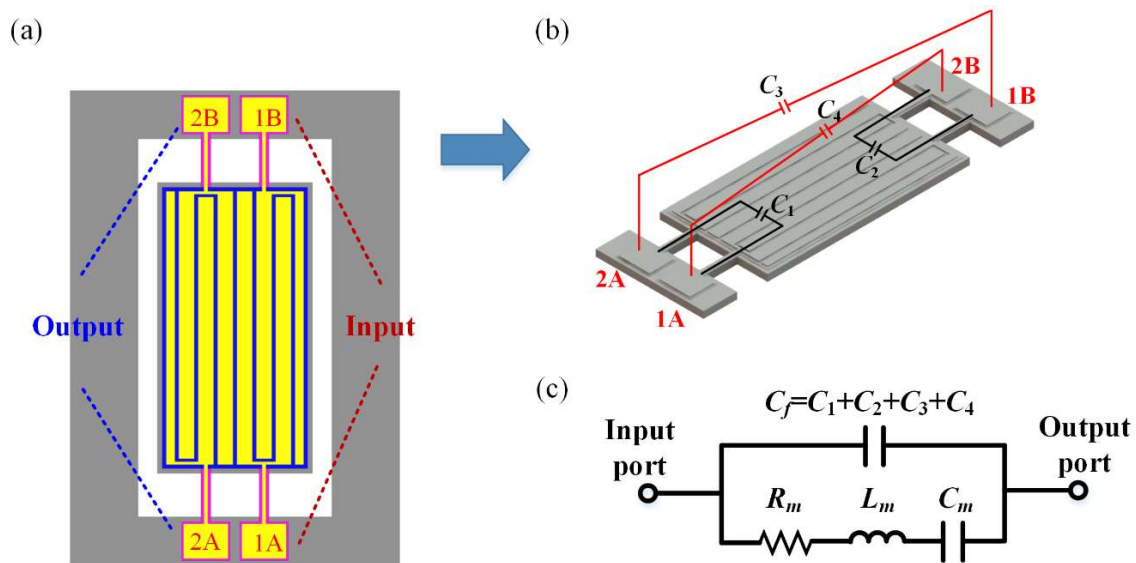 (a)
2B 1B
Output
Input
2A 1A
(b)
2B
1B
C3
C4
C2
C1
2A
1A
(c)
Cf=C1+C2+C3+C4
Input
port
Output
port
Rm Lm Cm